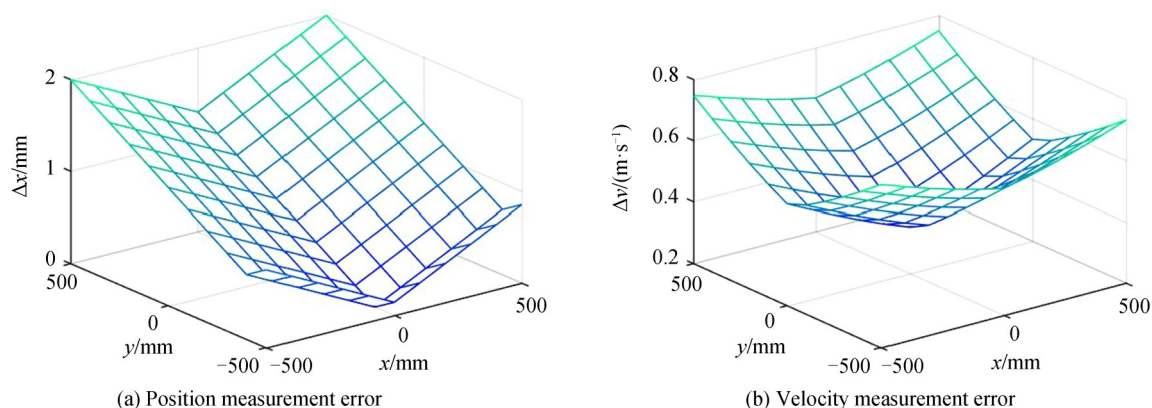 2
1
0
Δx/mm
500
0
−500
y/mm
−500
0
500
x/mm
(a) Position measurement error
0.8
0.6
0.4
0.2
Δv/(m·s⁻¹)
500
0
−500
y/mm
−500
0
500
x/mm
(b) Velocity measurement error